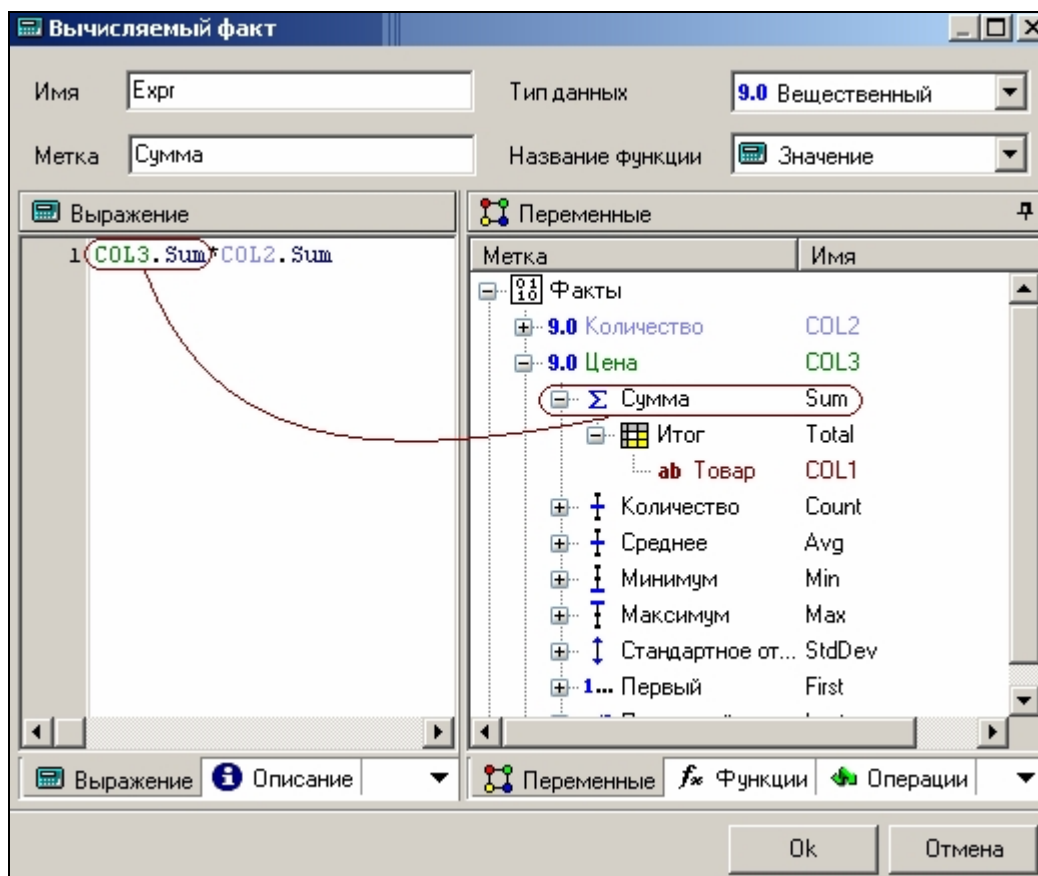 Вычисляемый факт
Имя Expr Тип данных 9.0 Вещественный
Метка Сумма Название функции Значение
Выражение Переменные
1 COL3.Sum*COL2.Sum
Метка Имя
Факты
9.0 Количество COL2
9.0 Цена COL3
Σ Сумма Sum
Итог Total
ab Товар COL1
Количество Count
Среднее Avg
Минимум Min
Максимум Max
Стандартное от... StdDev
1... Первый First
Выражение Описание Переменные fx Функции Операции
Ok Отмена